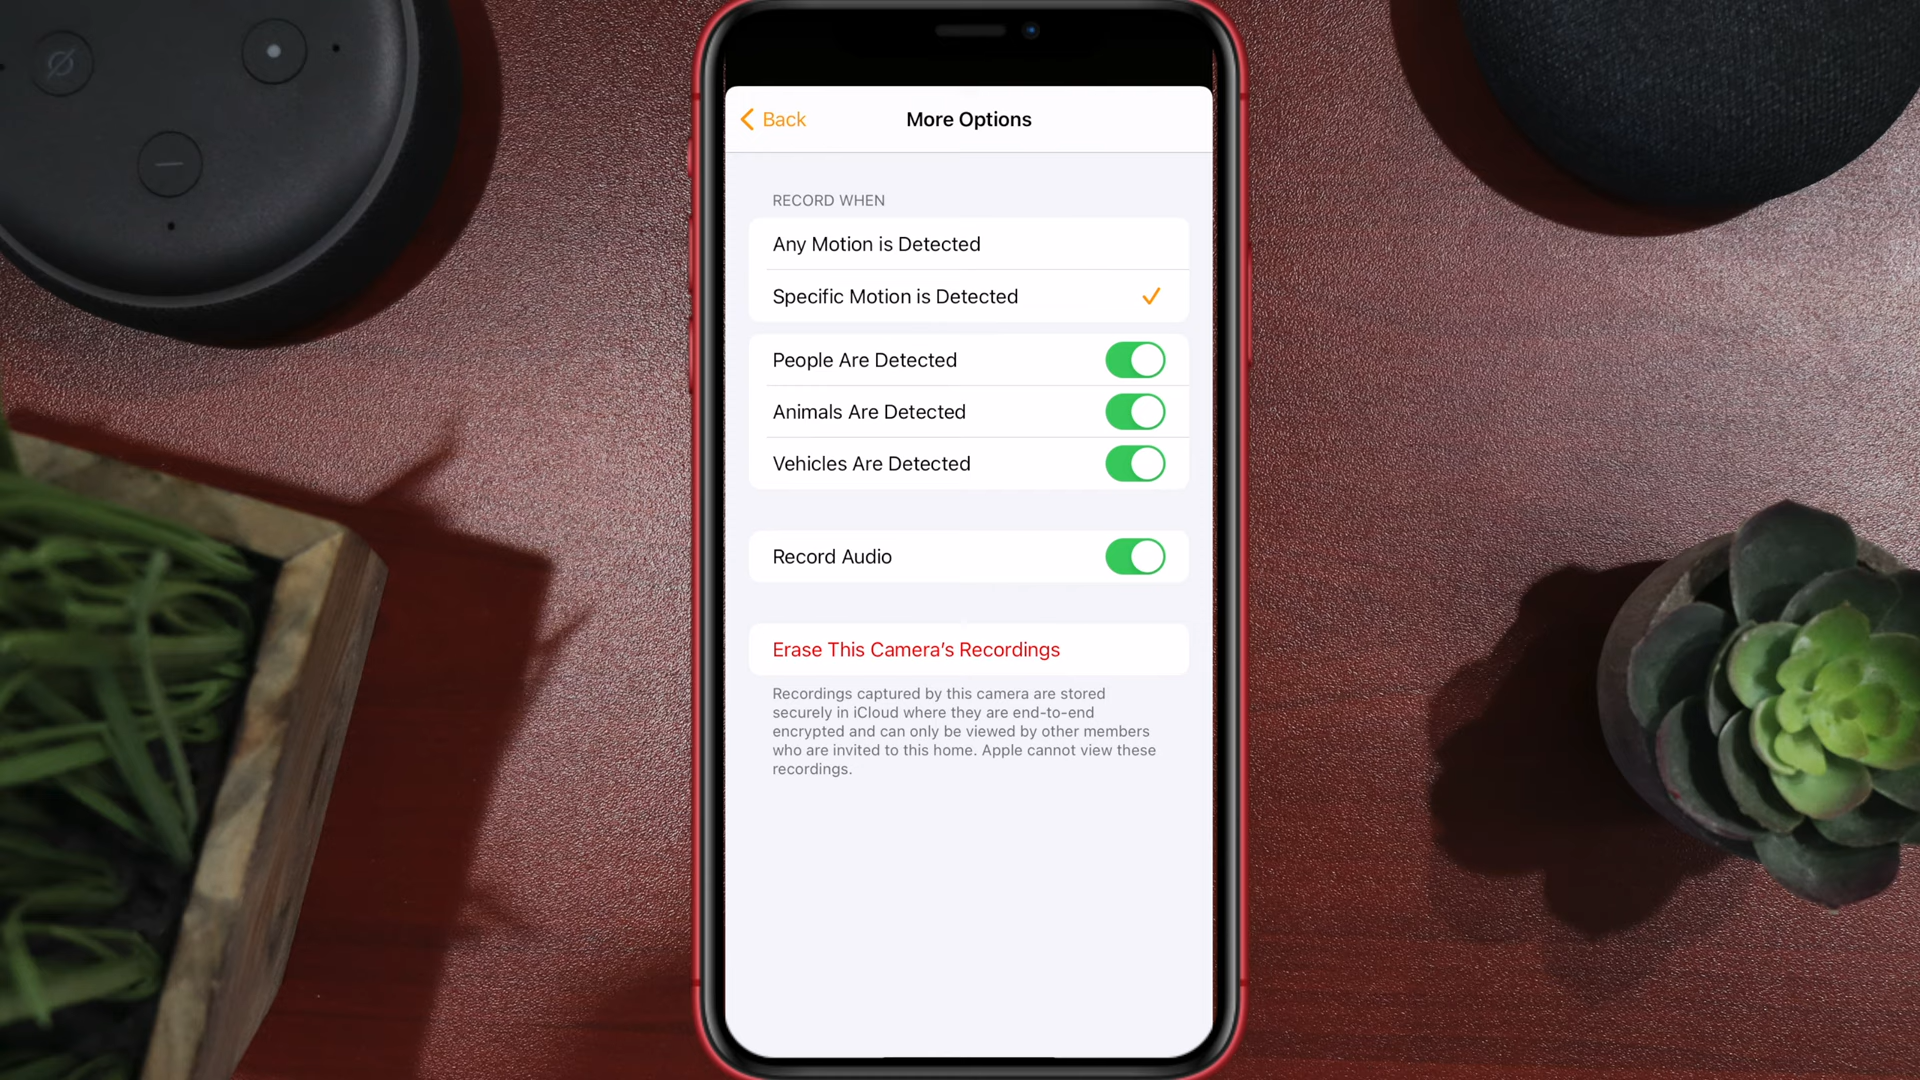 Back
More Options
RECORD WHEN
Any Motion is Detected
Specific Motion is Detected
People Are Detected
Animals Are Detected
Vehicles Are Detected
Record Audio
Erase This Camera's Recordings
Recordings captured by this camera are stored
securely in iCloud where they are end-to-end
encrypted and can only be viewed by other members
who are invited to this home. Apple cannot view these
recordings.